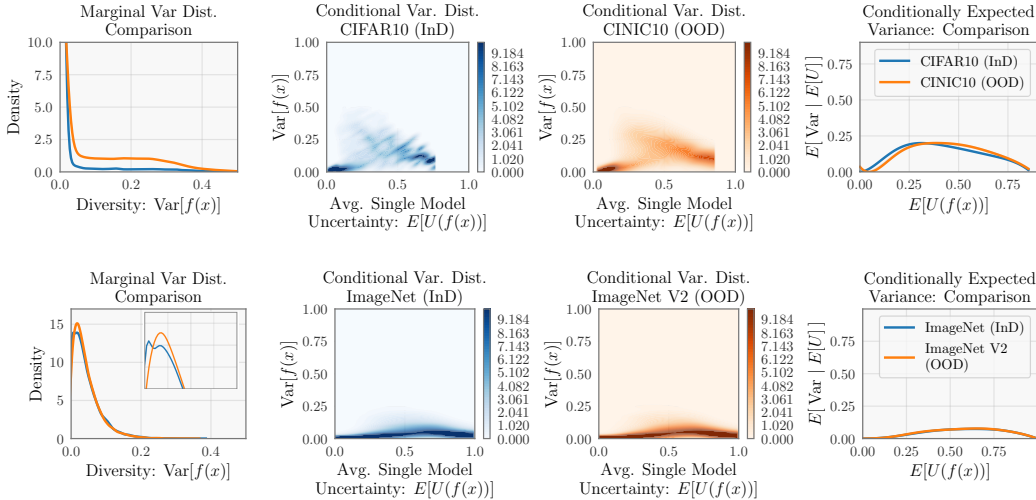 Marginal Var Dist.
Comparison
10.0
7.5
5.0
2.5
0.0
Density
0.0
0.2
0.4
Diversity: Var[f(x)]
Conditional Var. Dist.
CIFAR10 (InD)
1.00
0.75
0.50
0.25
0.00
Var[f(x)]
0.0
0.5
1.0
Avg. Single Model
Uncertainty: E[U(f(x))]
9.184
8.163
7.143
6.122
5.102
4.082
3.061
2.041
1.020
0.000
Conditional Var. Dist.
CINIC10 (OOD)
1.00
0.75
0.50
0.25
0.00
Var[f(x)]
0.0
0.5
1.0
Avg. Single Model
Uncertainty: E[U(f(x))]
9.184
8.163
7.143
6.122
5.102
4.082
3.061
2.041
1.020
0.000
Conditionally Expected
Variance: Comparison
CIFAR10 (InD)
CINIC10 (OOD)
0.75
0.50
0.25
0.00
E[ Var | E[U]]
0.00
0.25
0.50
0.75
E[U(f(x))]
Marginal Var Dist.
Comparison
15
10
5
0
Density
0.0
0.2
0.4
Diversity: Var[f(x)]
Conditional Var. Dist.
ImageNet (InD)
1.00
0.75
0.50
0.25
0.00
Var[f(x)]
0.0
0.5
1.0
Avg. Single Model
Uncertainty: E[U(f(x))]
9.184
8.163
7.143
6.122
5.102
4.082
3.061
2.041
1.020
0.000
Conditional Var. Dist.
ImageNet V2 (OOD)
1.00
0.75
0.50
0.25
0.00
Var[f(x)]
0.0
0.5
1.0
Avg. Single Model
Uncertainty: E[U(f(x))]
9.184
8.163
7.143
6.122
5.102
4.082
3.061
2.041
1.020
0.000
Conditionally Expected
Variance: Comparison
ImageNet (InD)
ImageNet V2
(OOD)
0.75
0.50
0.25
0.00
E[ Var | E[U]]
0.00
0.25
0.50
0.75
E[U(f(x))]